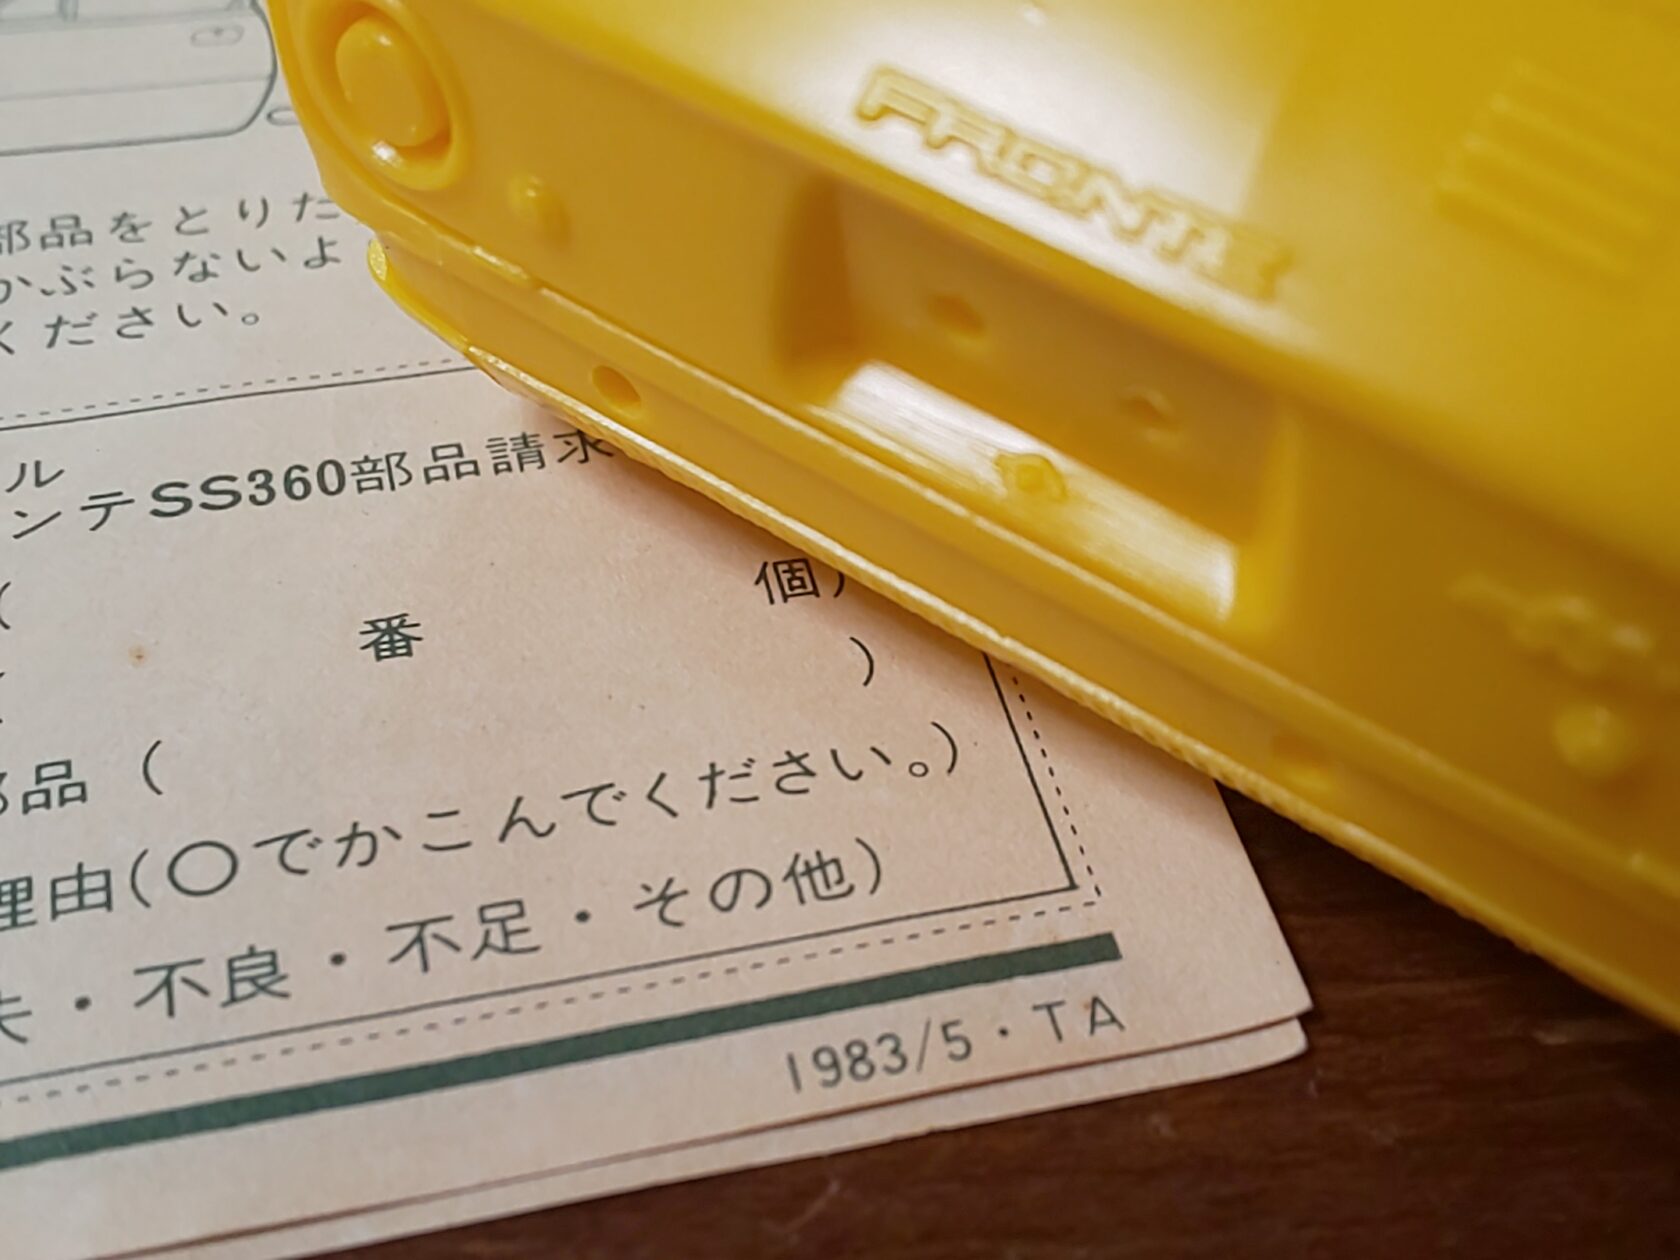 FRONTE
部品をとりた
かぶらないよ
ください。
ル
ンテSS360部品請求
( 個)
番 )
部品 (
理由(○でかこんでください。)
失・不良・不足・その他)
1983/5・TA